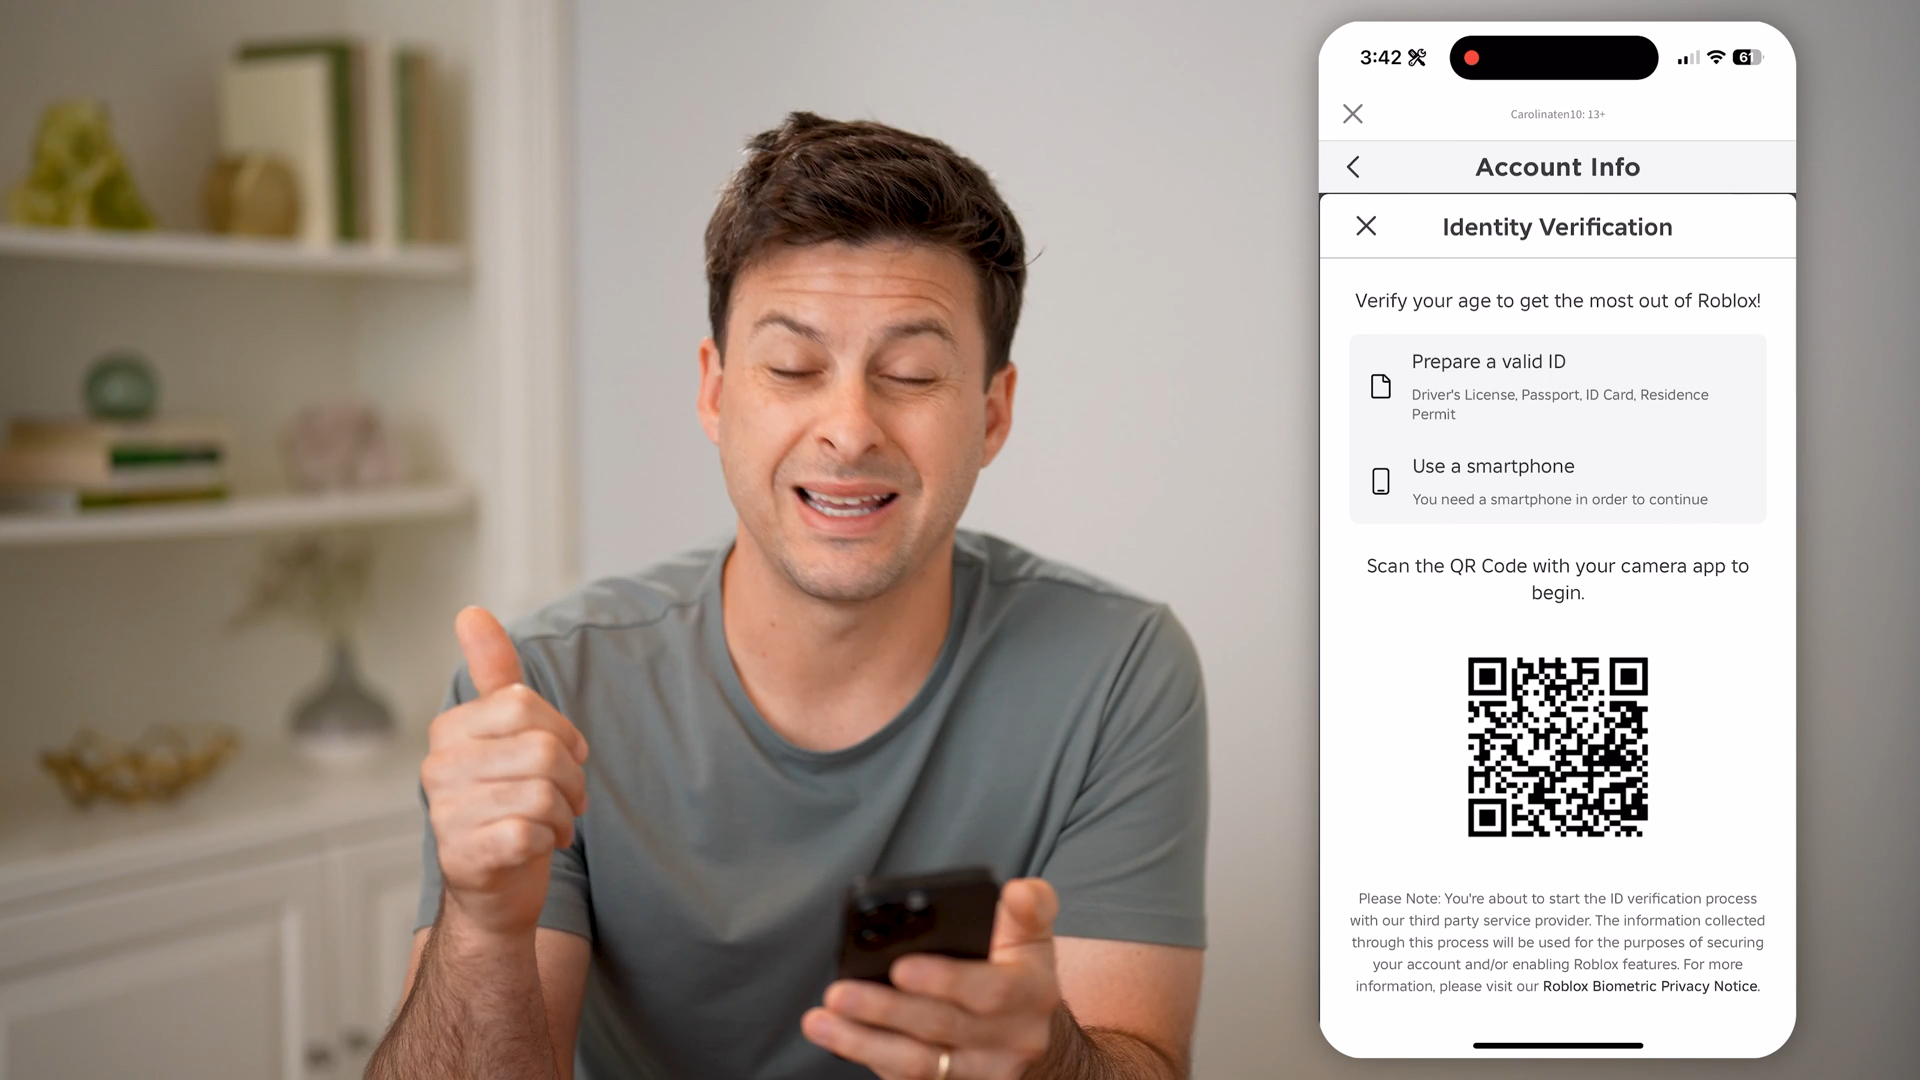 3:42
61
Carolinaten10: 13+
Account Info
Identity Verification
Verify your age to get the most out of Roblox!
Prepare a valid ID
Driver's License, Passport, ID Card, Residence
Permit
Use a smartphone
You need a smartphone in order to continue
Scan the QR Code with your camera app to
begin.
Please Note: You're about to start the ID verification process
with our third party service provider. The information collected
through this process will be used for the purposes of securing
your account and/or enabling Roblox features. For more
information, please visit our Roblox Biometric Privacy Notice.